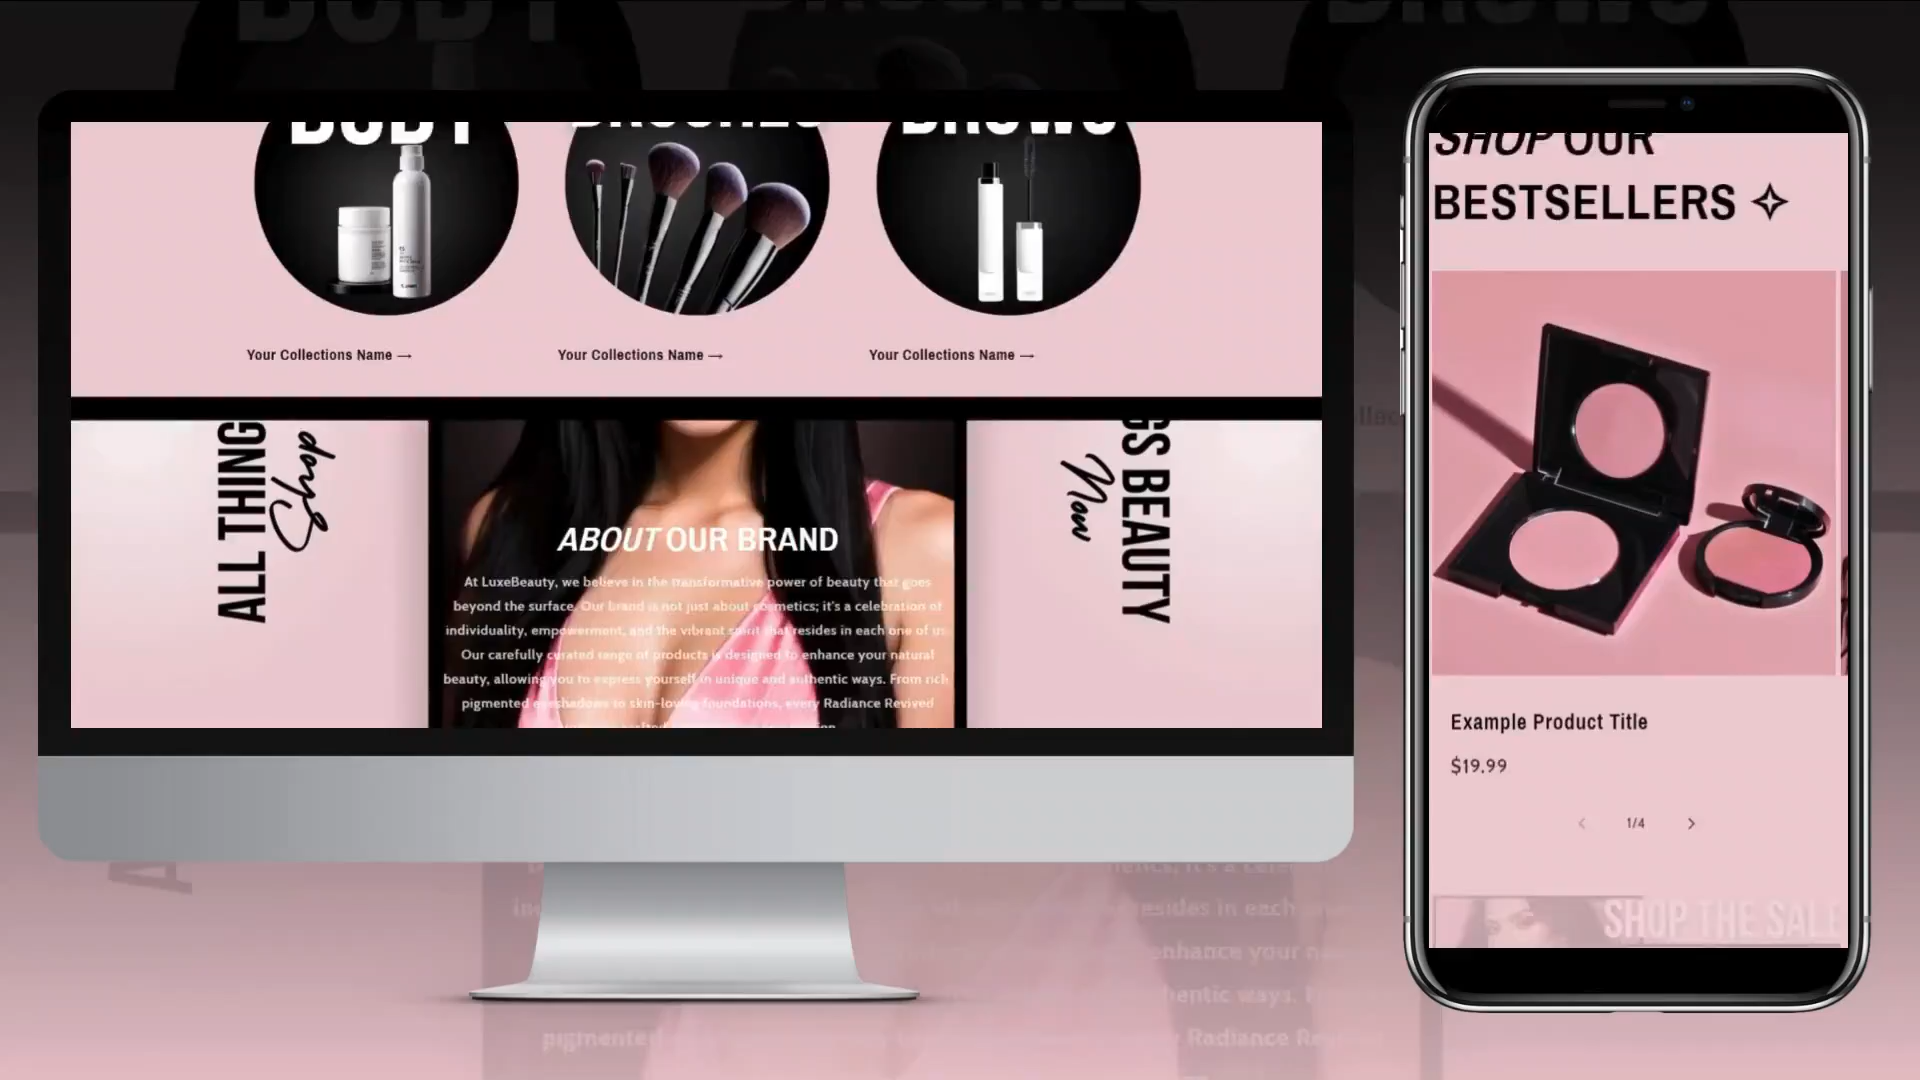 BODY
BRUSHES
BROWS
Your Collections Name →
Your Collections Name →
Your Collections Name →
ALL THING
days
ABOUT OUR BRAND
At LuxeBeauty, we believe in the transformative power of beauty that goes
beyond the surface. Our brand is not just about cosmetics; it's a celebration of
individuality, empowerment, and the vibrant spirit that resides in each one of us.
Our carefully curated range of products is designed to enhance your natural
beauty, allowing you to express yourself in unique and authentic ways. From rich
pigmented eyeshadows to skin-loving foundations, every Radiance Revived
GS BEAUTY
Now
SHOP OUR
BESTSELLERS
Example Product Title
$19.99
< 1/4 >
SHOP THE SALE